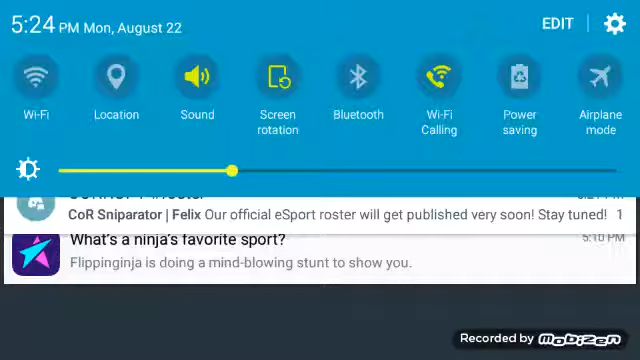 5:24 PM Mon, August 22
EDIT
Wi-Fi
Location
Sound
Screen rotation
Bluetooth
Wi-Fi Calling
Power saving
Airplane mode
CoR Sniparator | Felix Our official eSport roster will get published very soon! Stay tuned! 1
What's a ninja's favorite sport? 5:10 PM
Flippinginja is doing a mind-blowing stunt to show you.
Recorded by MOBIZEN